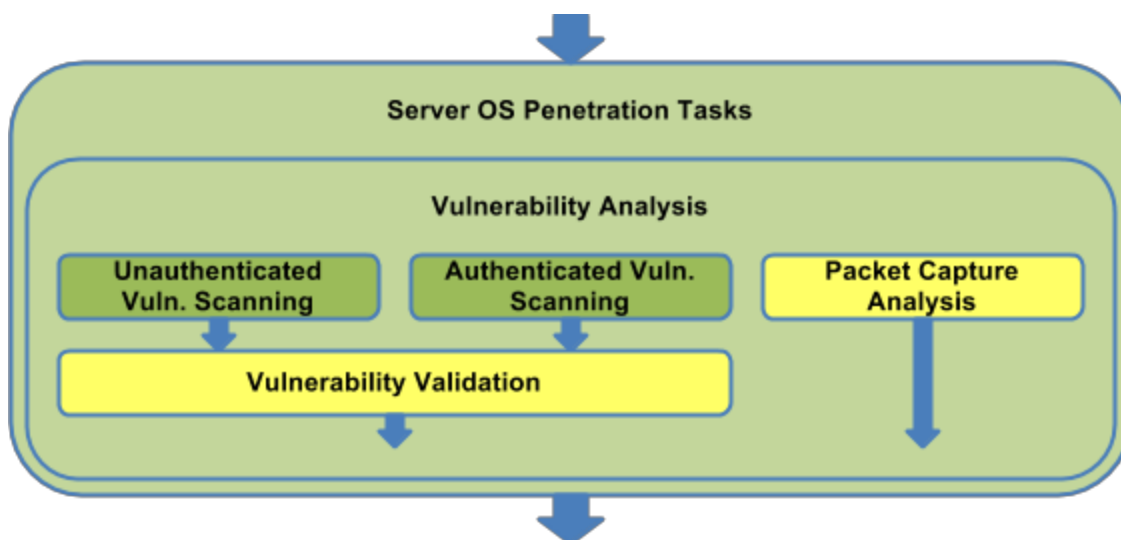 Server OS Penetration Tasks
Vulnerability Analysis
Unauthenticated
Vuln. Scanning
Authenticated Vuln.
Scanning
Packet Capture
Analysis
Vulnerability Validation